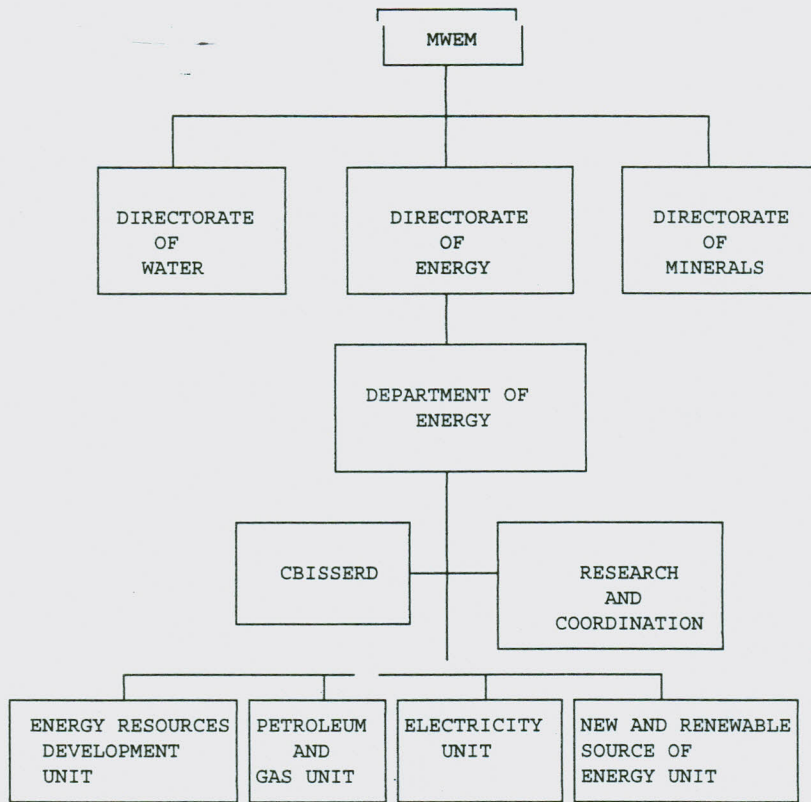 MWEM
DIRECTORATE
OF
WATER
DIRECTORATE
OF
ENERGY
DIRECTORATE
OF
MINERALS
DEPARTMENT OF
ENERGY
CBISSERD
RESEARCH
AND
COORDINATION
ENERGY RESOURCES
DEVELOPMENT
UNIT
PETROLEUM
AND
GAS UNIT
ELECTRICITY
UNIT
NEW AND RENEWABLE
SOURCE OF
ENERGY UNIT